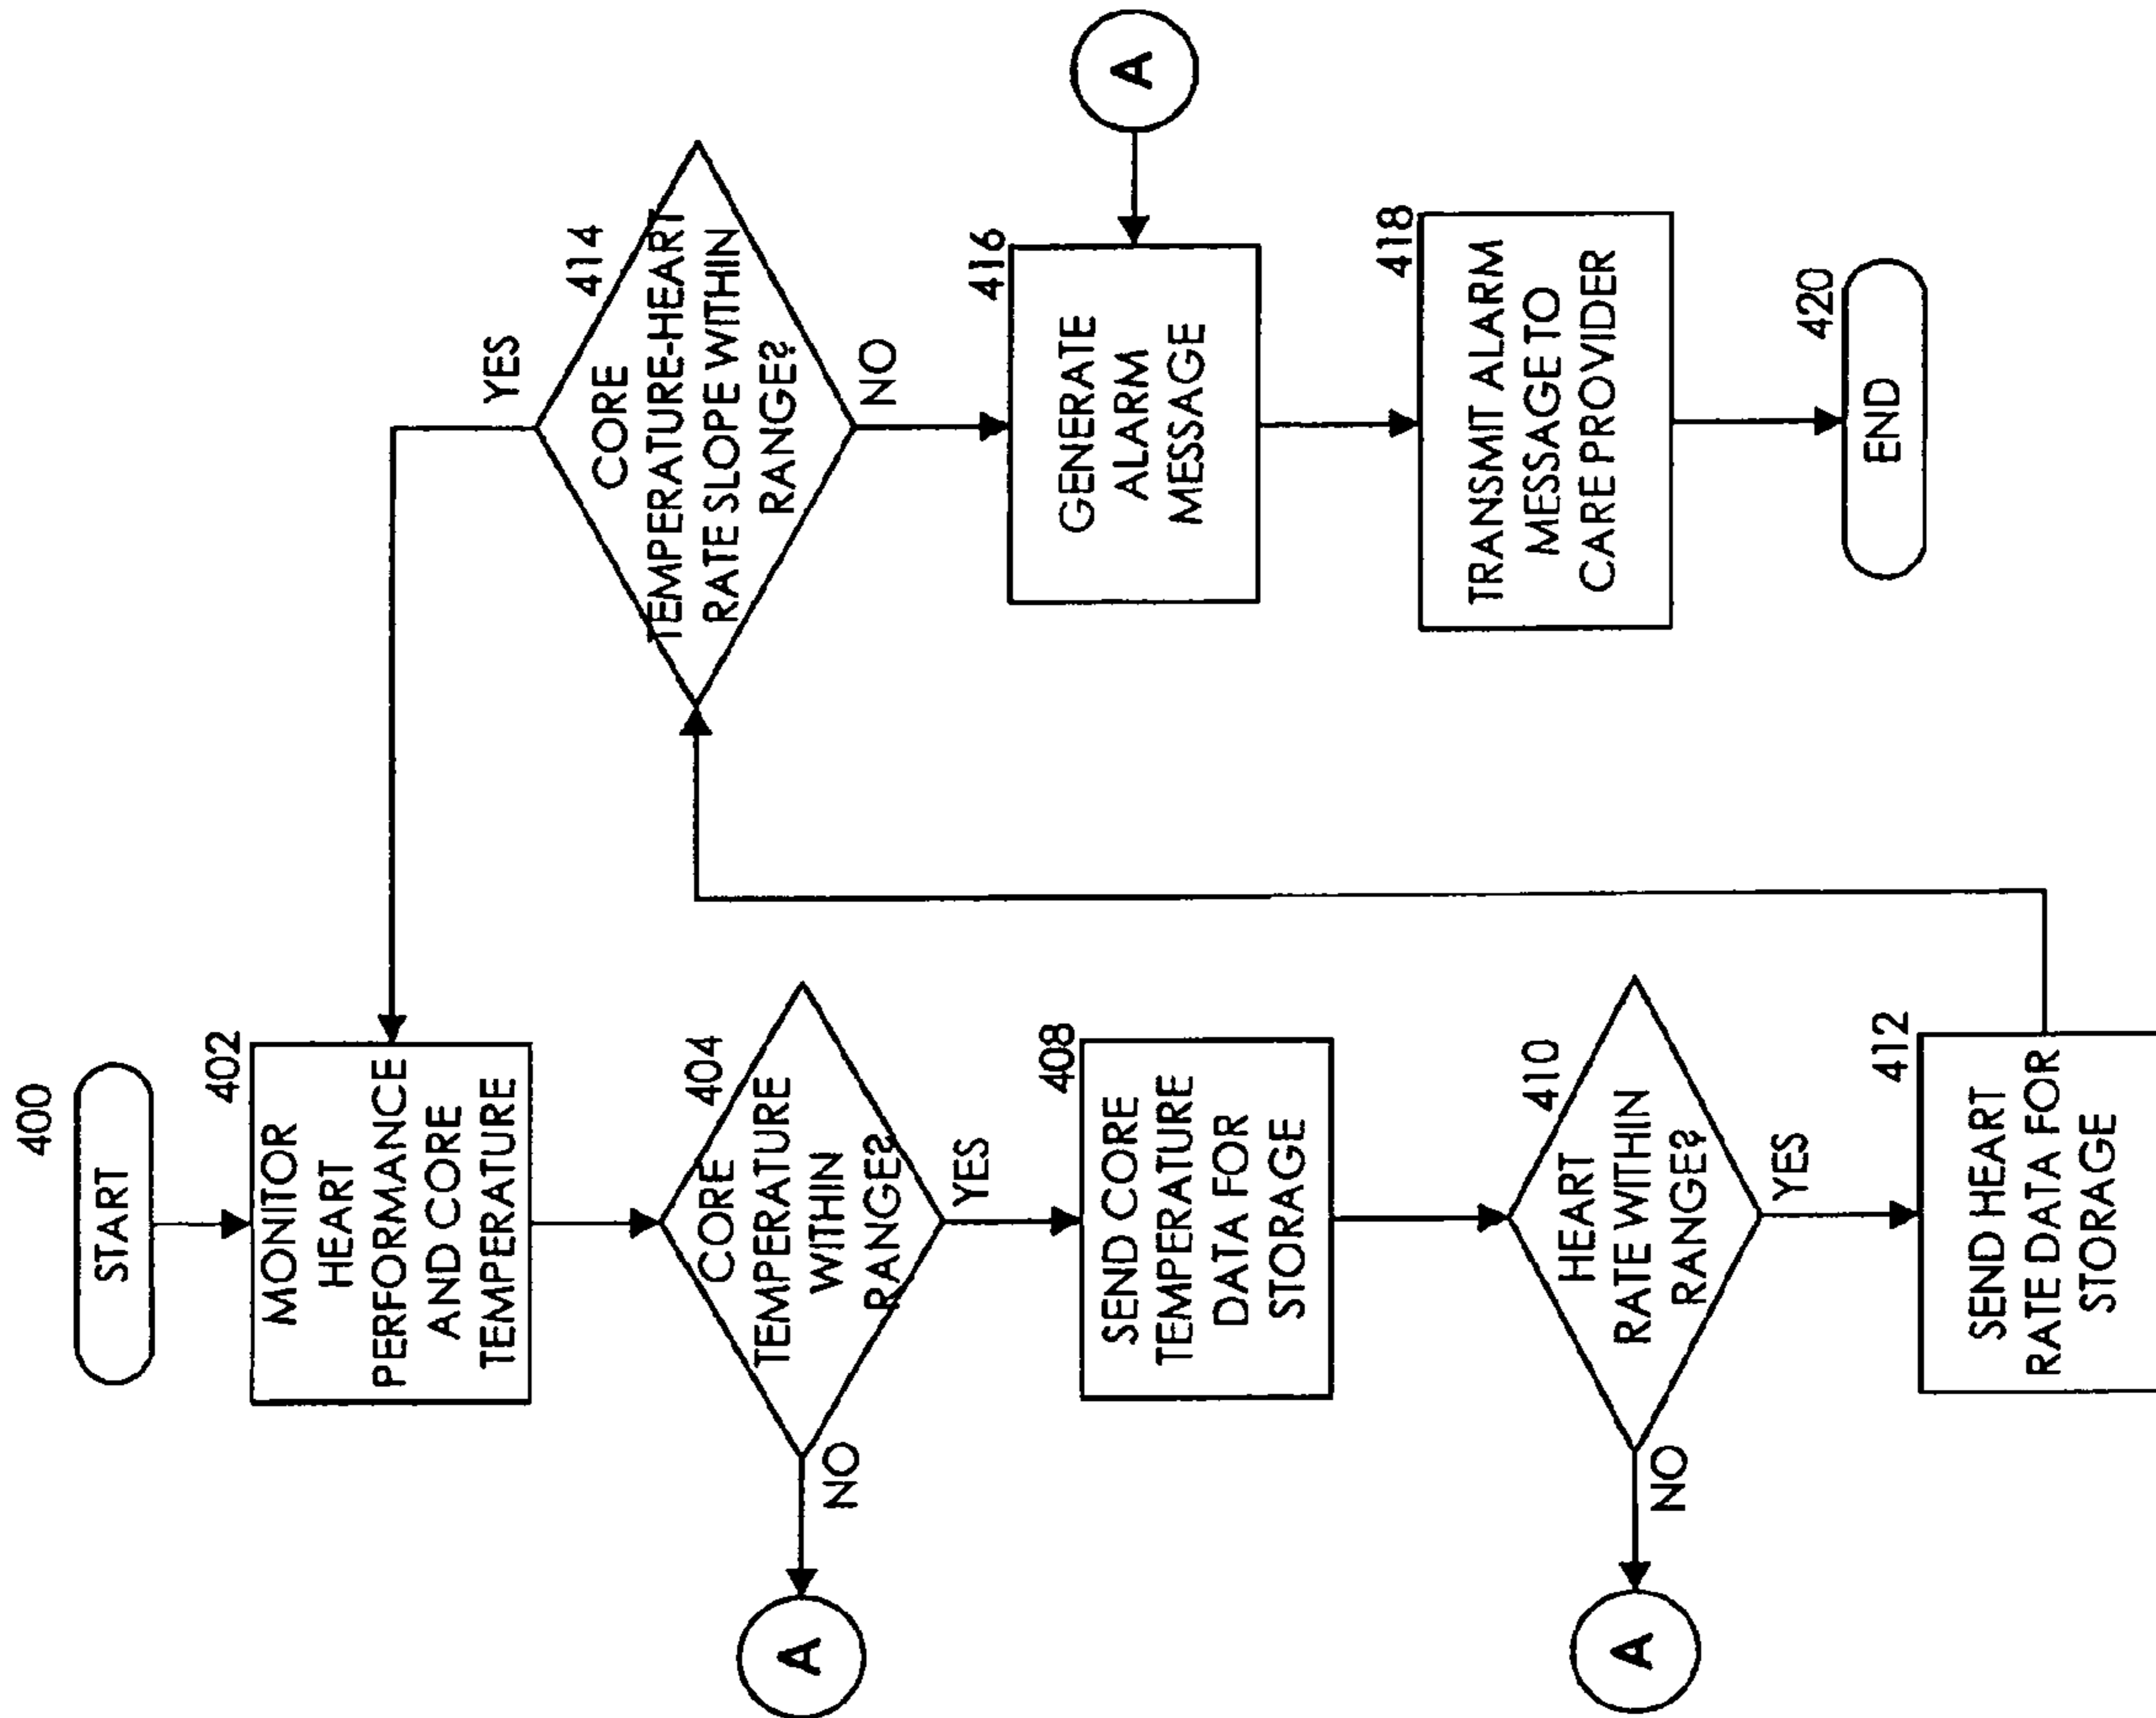 400
START
402
MONITOR
HEART
PERFORMANCE
AND CORE
TEMPERATURE
404
CORE
TEMPERATURE
WITHIN
RANGE?
NO
A
YES
408
SEND CORE
TEMPERATURE
DATA FOR
STORAGE
410
HEART
RATE WITHIN
RANGE?
NO
A
YES
412
SEND HEART
RATE DATA FOR
STORAGE
414
CORE
TEMPERATURE-HEART
RATE SLOPE WITHIN
RANGE?
YES
NO
A
416
GENERATE
ALARM
MESSAGE
418
TRANSMIT ALARM
MESSAGE TO
CARE PROVIDER
420
END